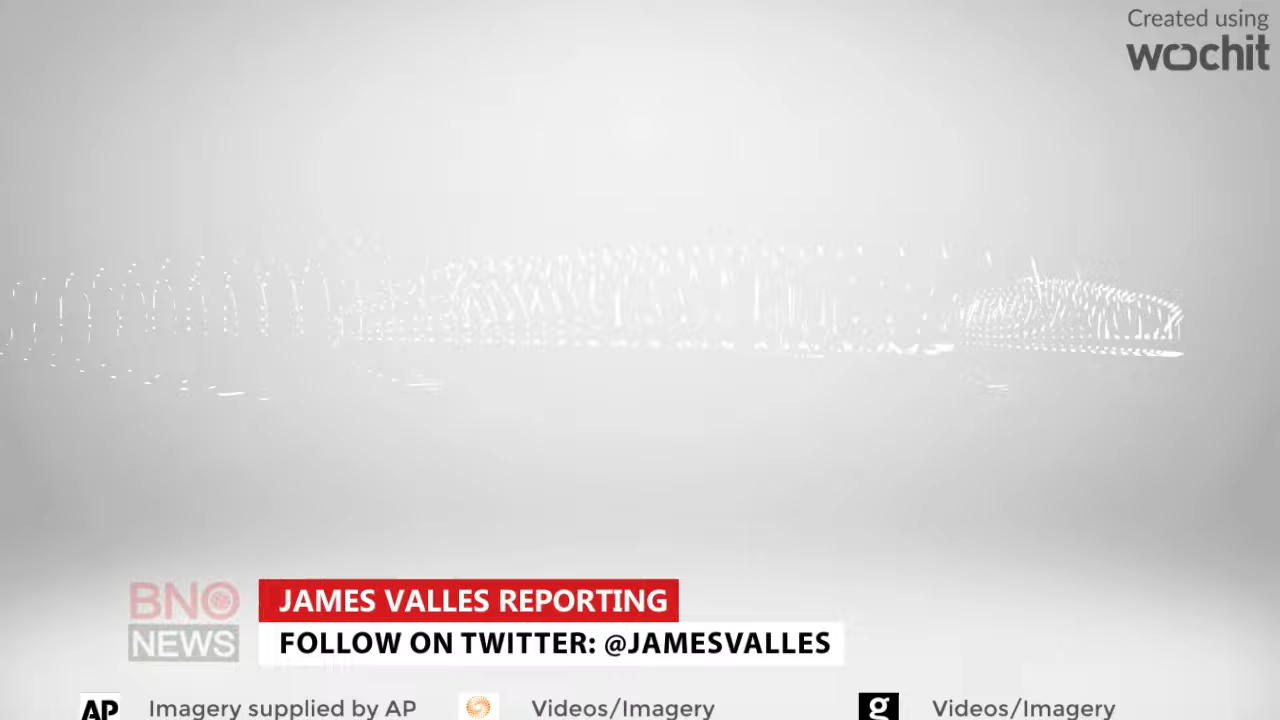 Created using
wochit
BNO
NEWS
JAMES VALLES REPORTING
FOLLOW ON TWITTER: @JAMESVALLES
AP Imagery supplied by AP
Videos/Imagery
g Videos/Imagery